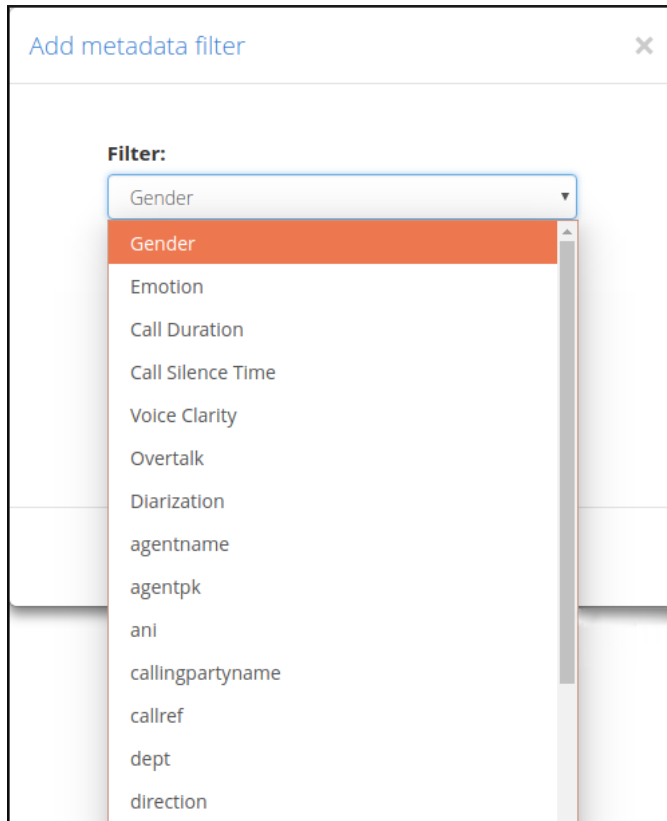 Add metadata filter
Filter:
Gender
Gender
Emotion
Call Duration
Call Silence Time
Voice Clarity
Overtalk
Diarization
agentname
agentpk
ani
callingpartyname
callref
dept
direction